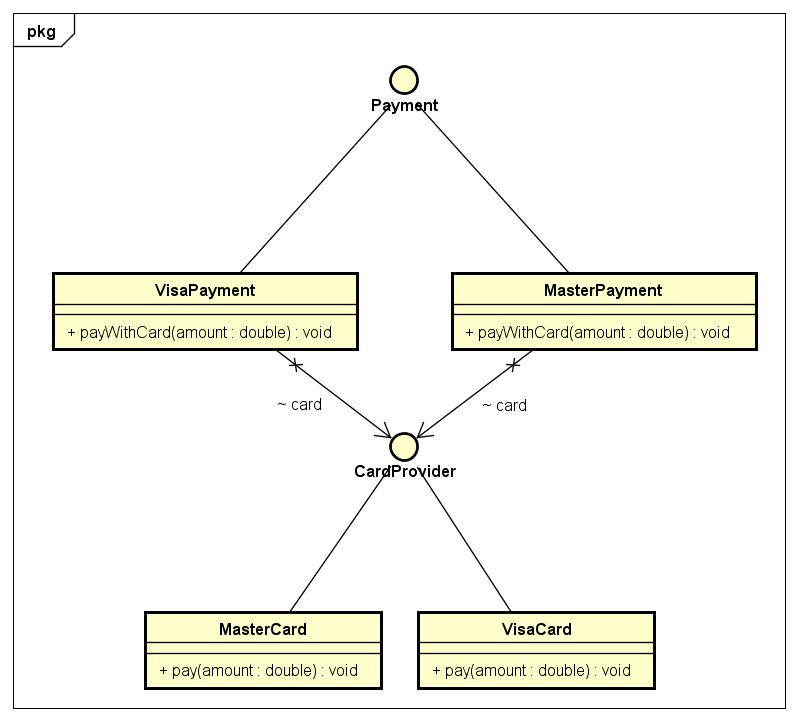 pkg
Payment
VisaPayment
+ payWithCard(amount : double) : void
MasterPayment
+ payWithCard(amount : double) : void
~ card
~ card
CardProvider
MasterCard
+ pay(amount : double) : void
VisaCard
+ pay(amount : double) : void